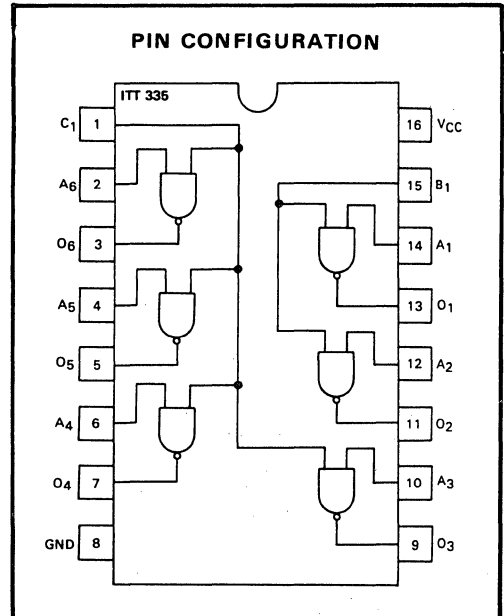 PIN CONFIGURATION
ITT 335
C1 1
A6 2
O6 3
A5 4
O5 5
A4 6
O4 7
GND 8
16 VCC
15 B1
14 A1
13 O1
12 A2
11 O2
10 A3
9 O3